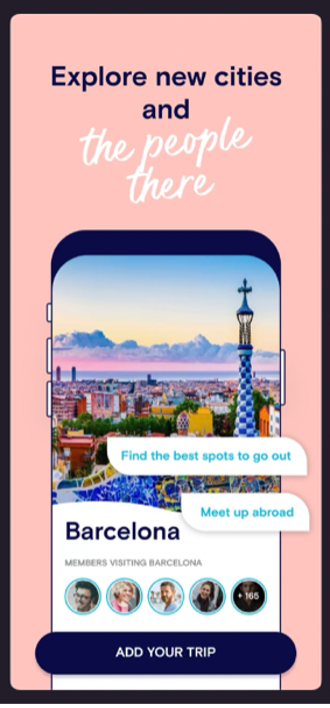 Explore new cities
and
the people
there
Find the best spots to go out
Meet up abroad
Barcelona
MEMBERS VISITING BARCELONA
+ 165
ADD YOUR TRIP